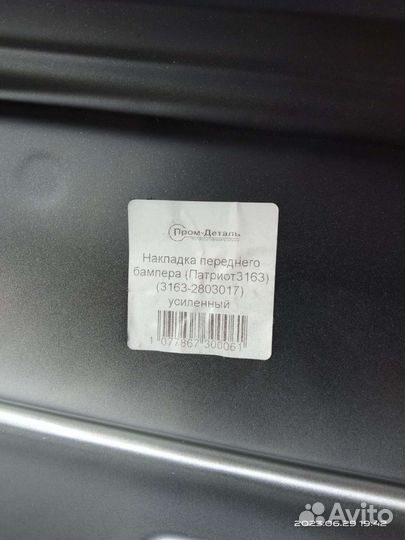 Пром-Деталь
Накладка переднего
бампера (Патриот3163)
(3163-2803017)
усиленный
1 077867 300061
2023.06.29 19:42
Avito